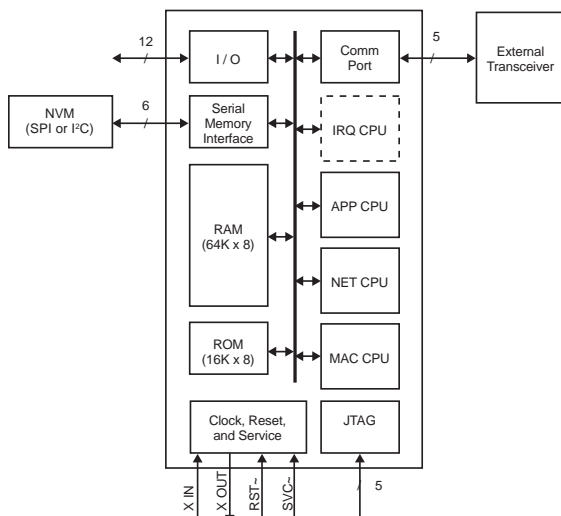 12
I / O
Comm
Port
5
External
Transceiver
NVM
(SPI or I²C)
6
Serial
Memory
Interface
IRQ CPU
RAM
(64K x 8)
APP CPU
NET CPU
ROM
(16K x 8)
MAC CPU
Clock, Reset,
and Service
JTAG
X IN
X OUT
RST~
SVC~
5